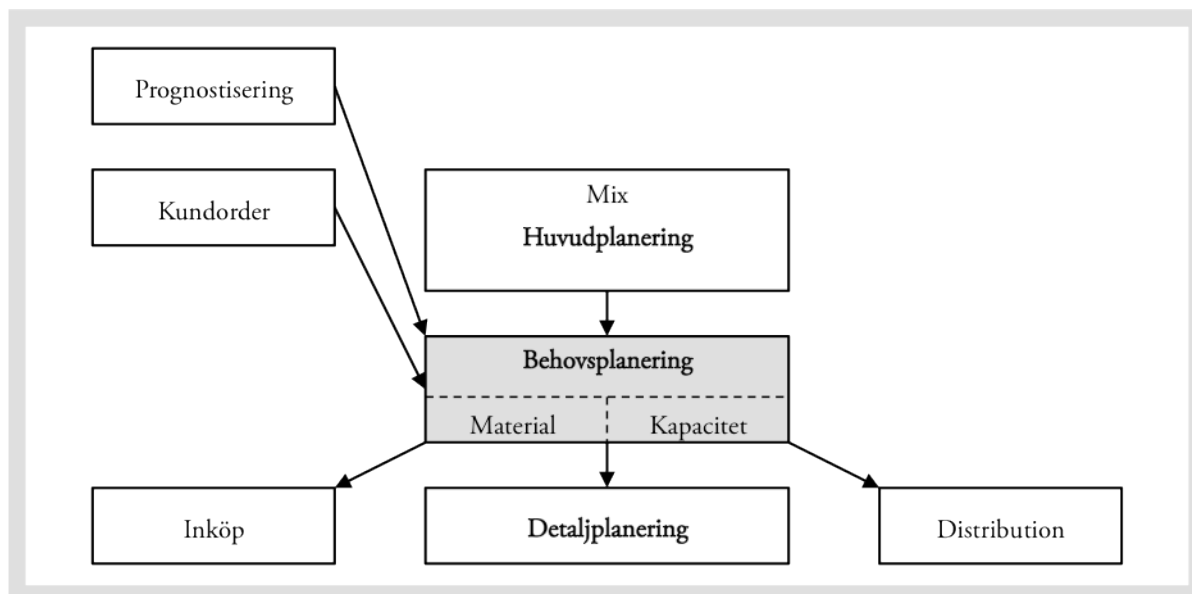 Prognostisering
Kundorder
Mix
Huvudplanering
Behovsplanering
Material
Kapacitet
Inköp
Detaljplanering
Distribution